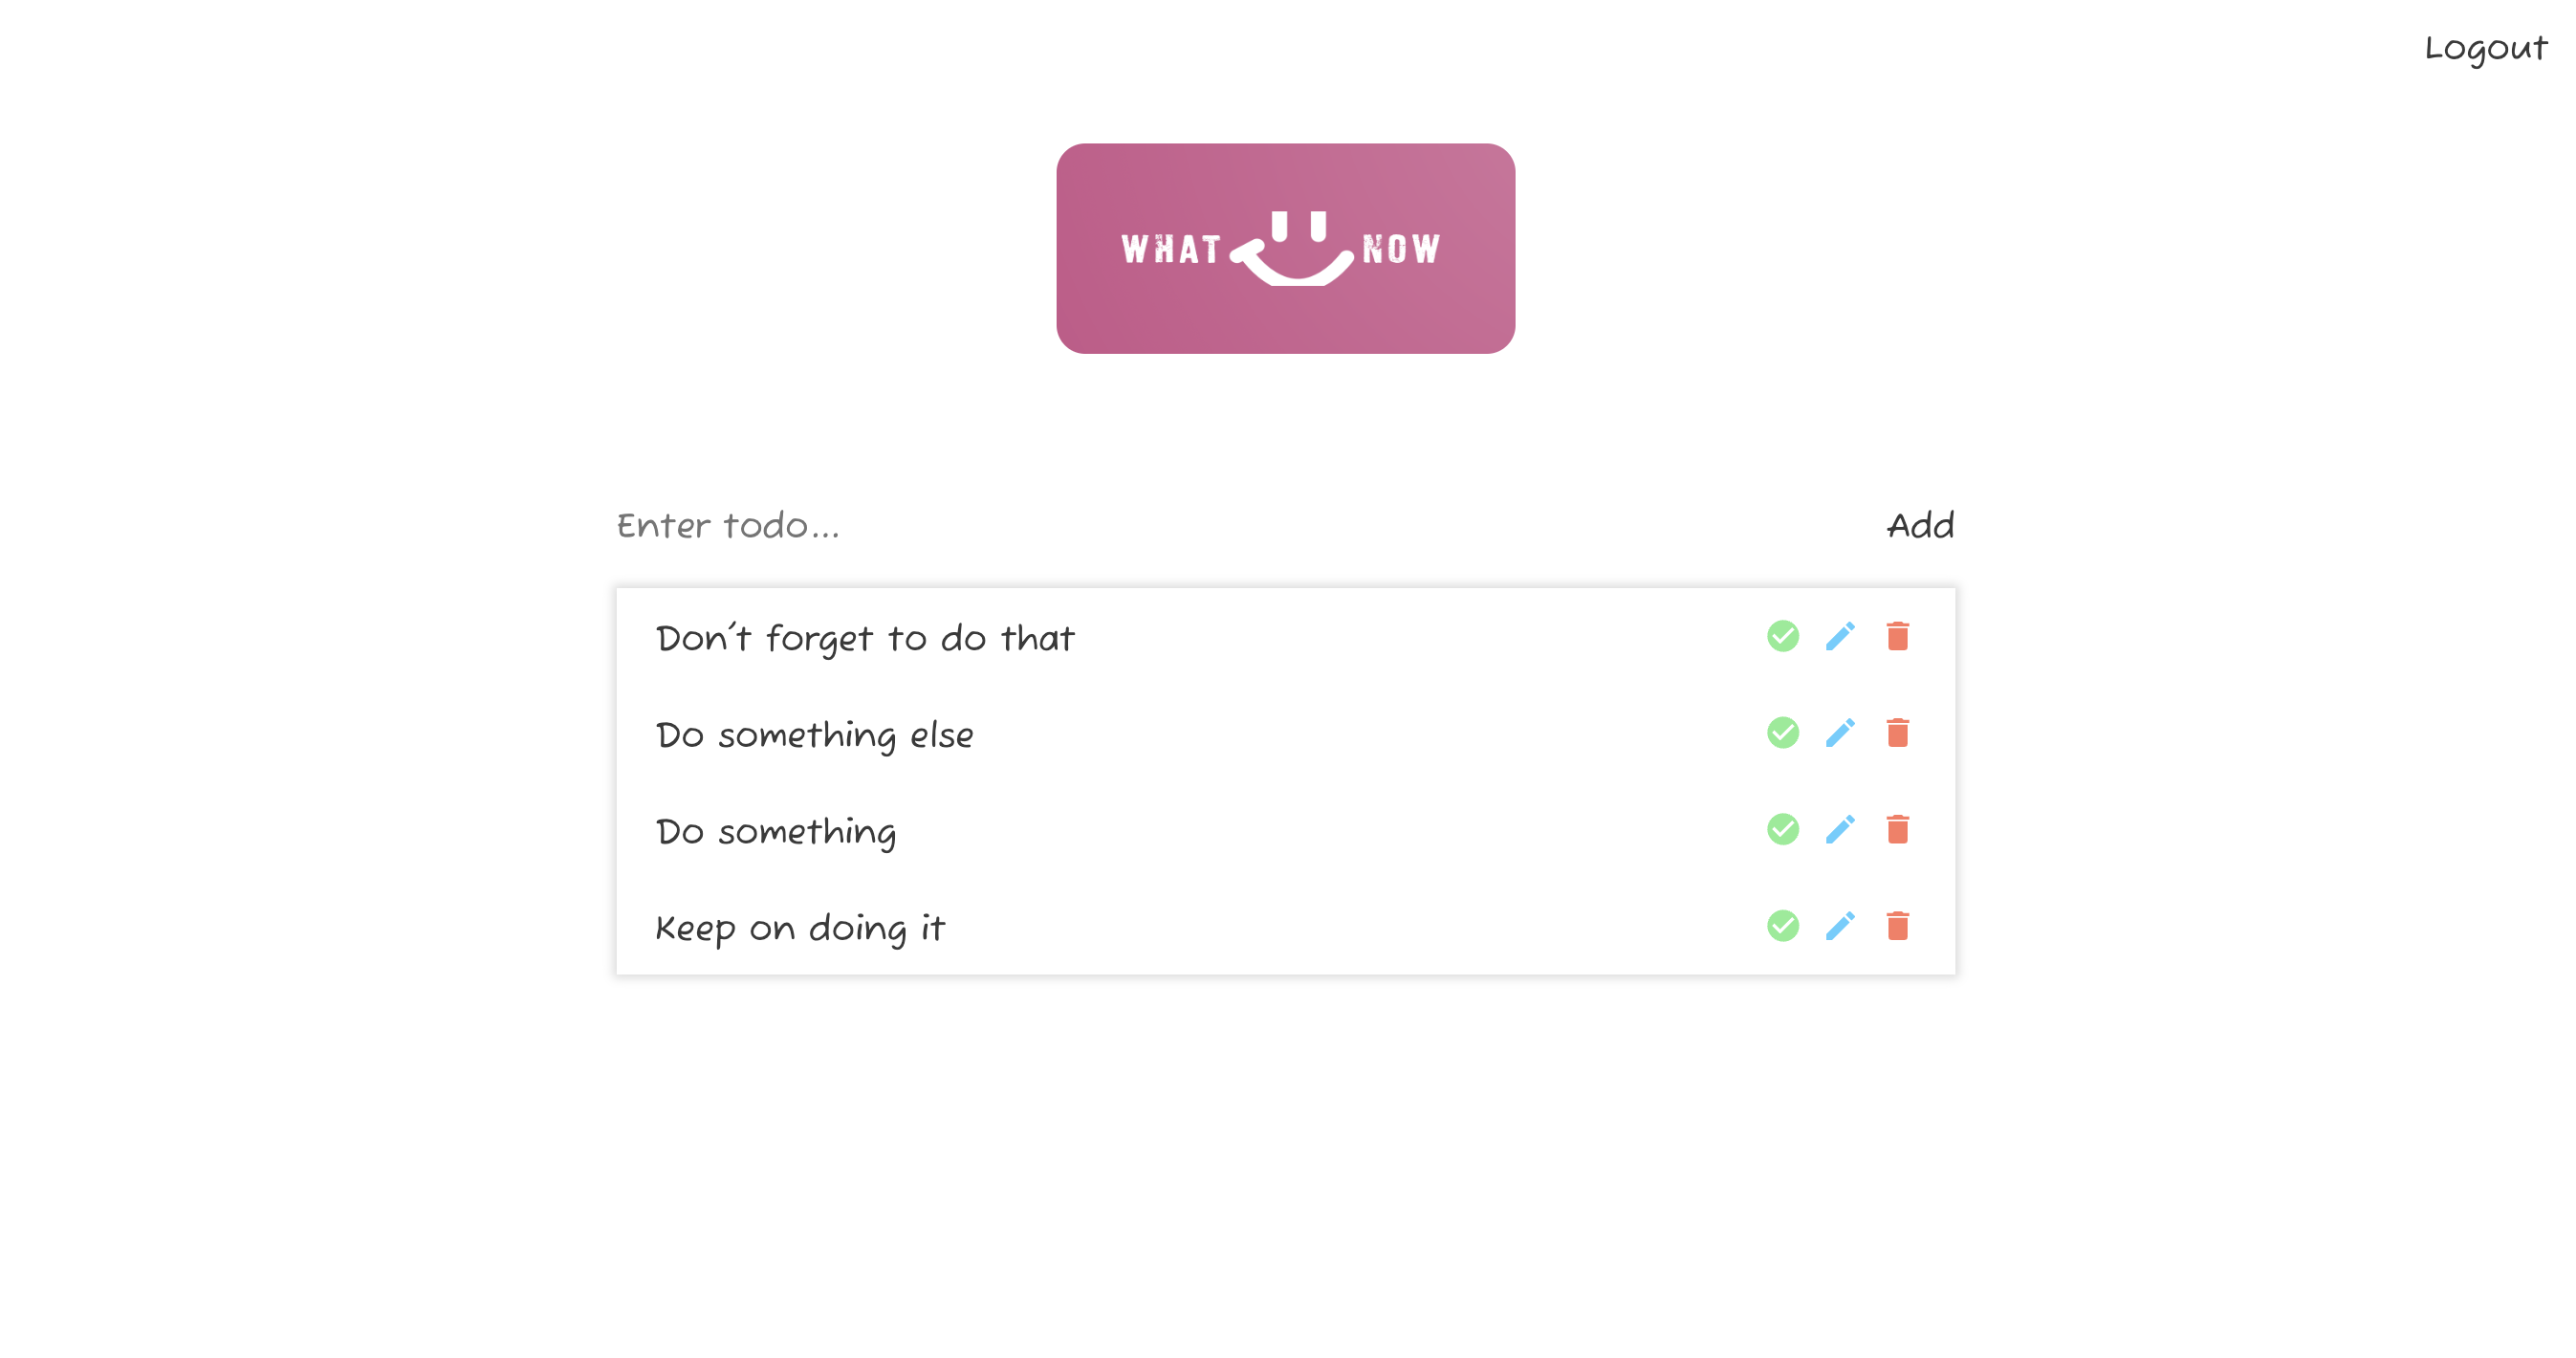 Logout
WHAT NOW
Enter todo...
Add
Don't forget to do that
Do something else
Do something
Keep on doing it